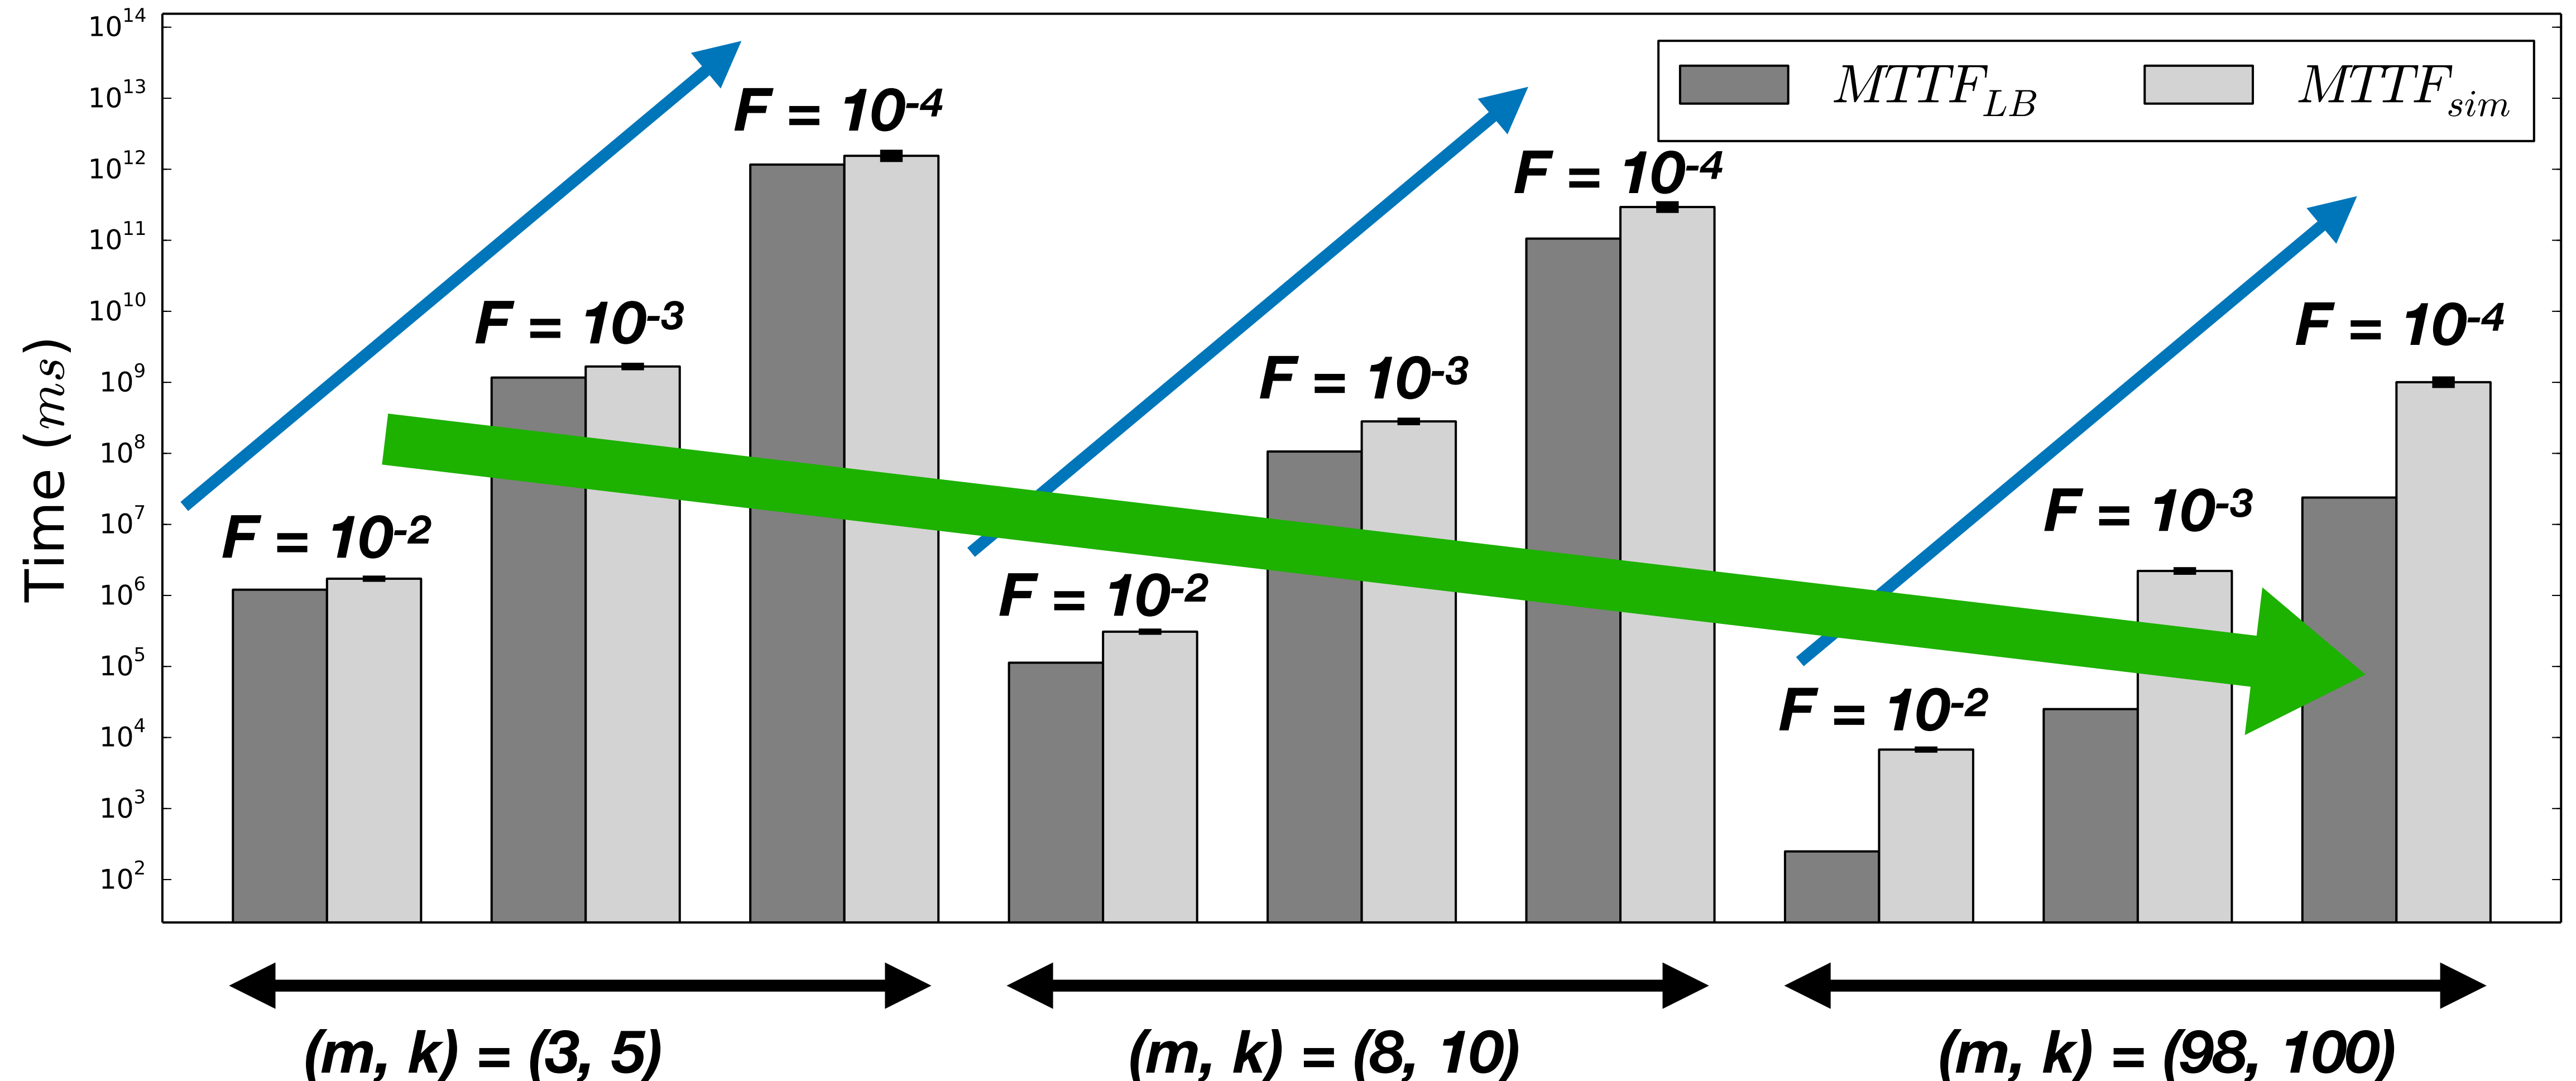 10^14
10^13
10^12
10^11
10^10
10^9
10^8
10^7
10^6
10^5
10^4
10^3
10^2
Time (ms)
MTTF_LB MTTF_sim
F = 10^-2
F = 10^-3
F = 10^-4
F = 10^-2
F = 10^-3
F = 10^-4
F = 10^-2
F = 10^-3
F = 10^-4
(m, k) = (3, 5)
(m, k) = (8, 10)
(m, k) = (98, 100)